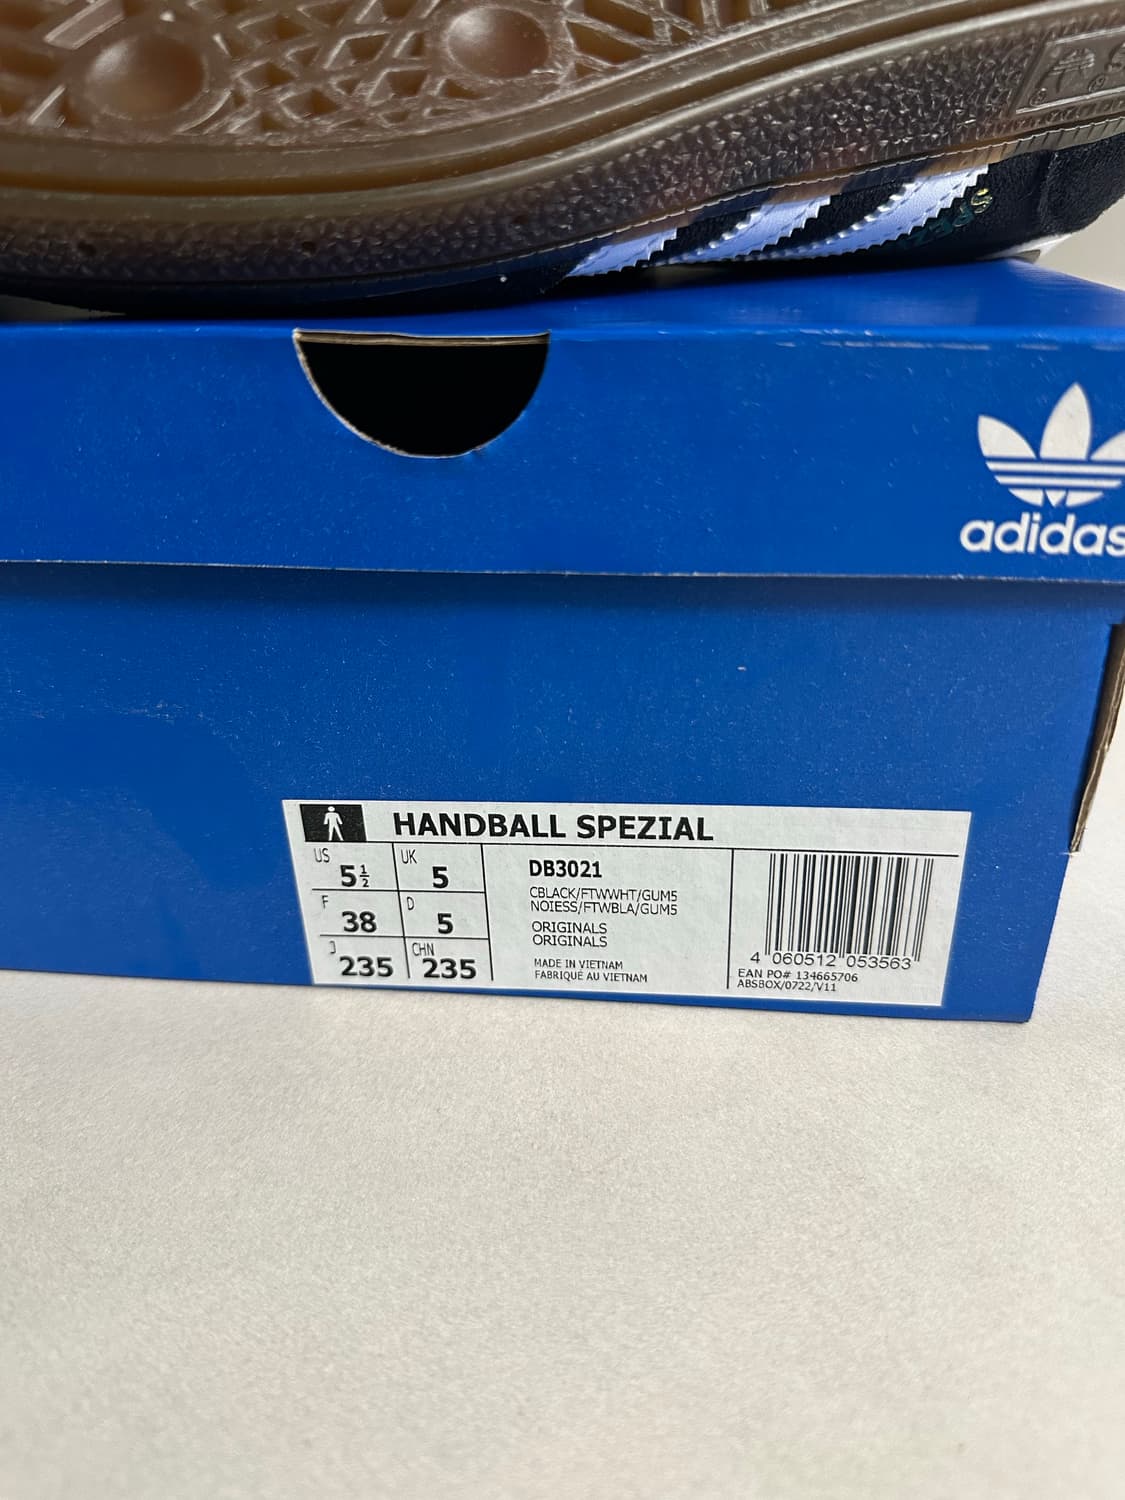 SPEZ
adidas
HANDBALL SPEZIAL
US 5½ UK 5
F 38 D 5
J 235 CHN 235
DB3021
CBLACK/FTWWHT/GUM5
NOIESS/FTWBLA/GUM5
ORIGINALS
ORIGINALS
MADE IN VIETNAM
FABRIQUÉ AU VIETNAM
4 060512 053563
EAN PO# 134665706
ABSBOX/0722/V11